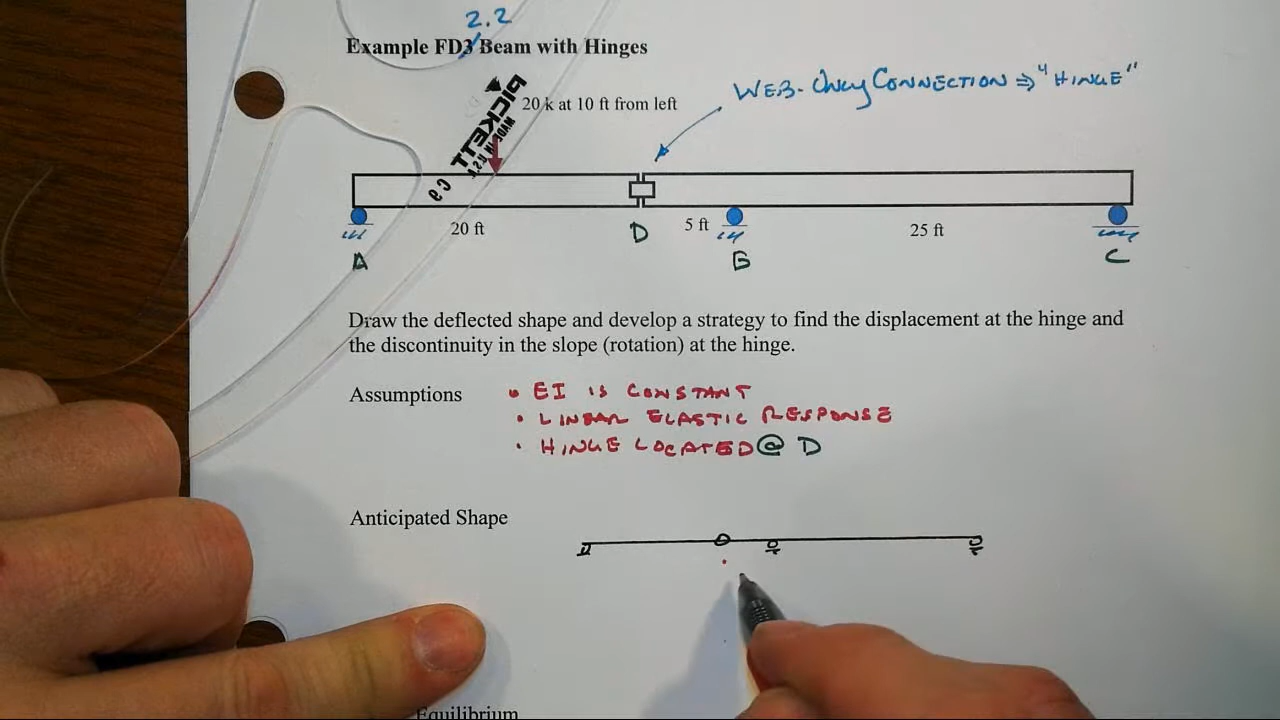 2.2
Example FD3 Beam with Hinges
WEB-ONLY CONNECTION ⇒ "HINGE"
20 k at 10 ft from left
PICKETT
MADE IN U.S.A.
20 ft
D
5 ft
25 ft
A
B
C
Draw the deflected shape and develop a strategy to find the displacement at the hinge and
the discontinuity in the slope (rotation) at the hinge.
Assumptions
• EI IS CONSTANT
• LINEAR ELASTIC RESPONSE
• HINGE LOCATED @ D
Anticipated Shape
Equilibrium